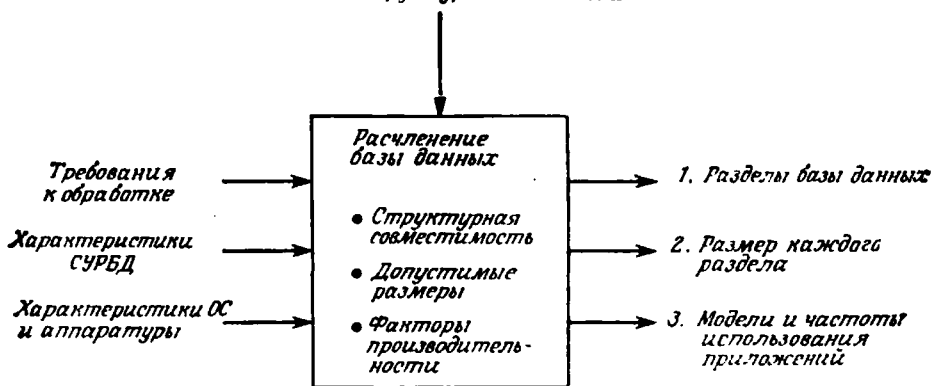 Расчленение
базы данных
Требования
к обработке
Характеристики
СУРБД
Характеристики ОС
и аппаратуры
• Структурная
совместимость
• Допустимые
размеры
• Факторы
производитель-
ности
1. Разделы базы данных
2. Размер каждого
раздела
3. Модели и частоты
использования
приложений